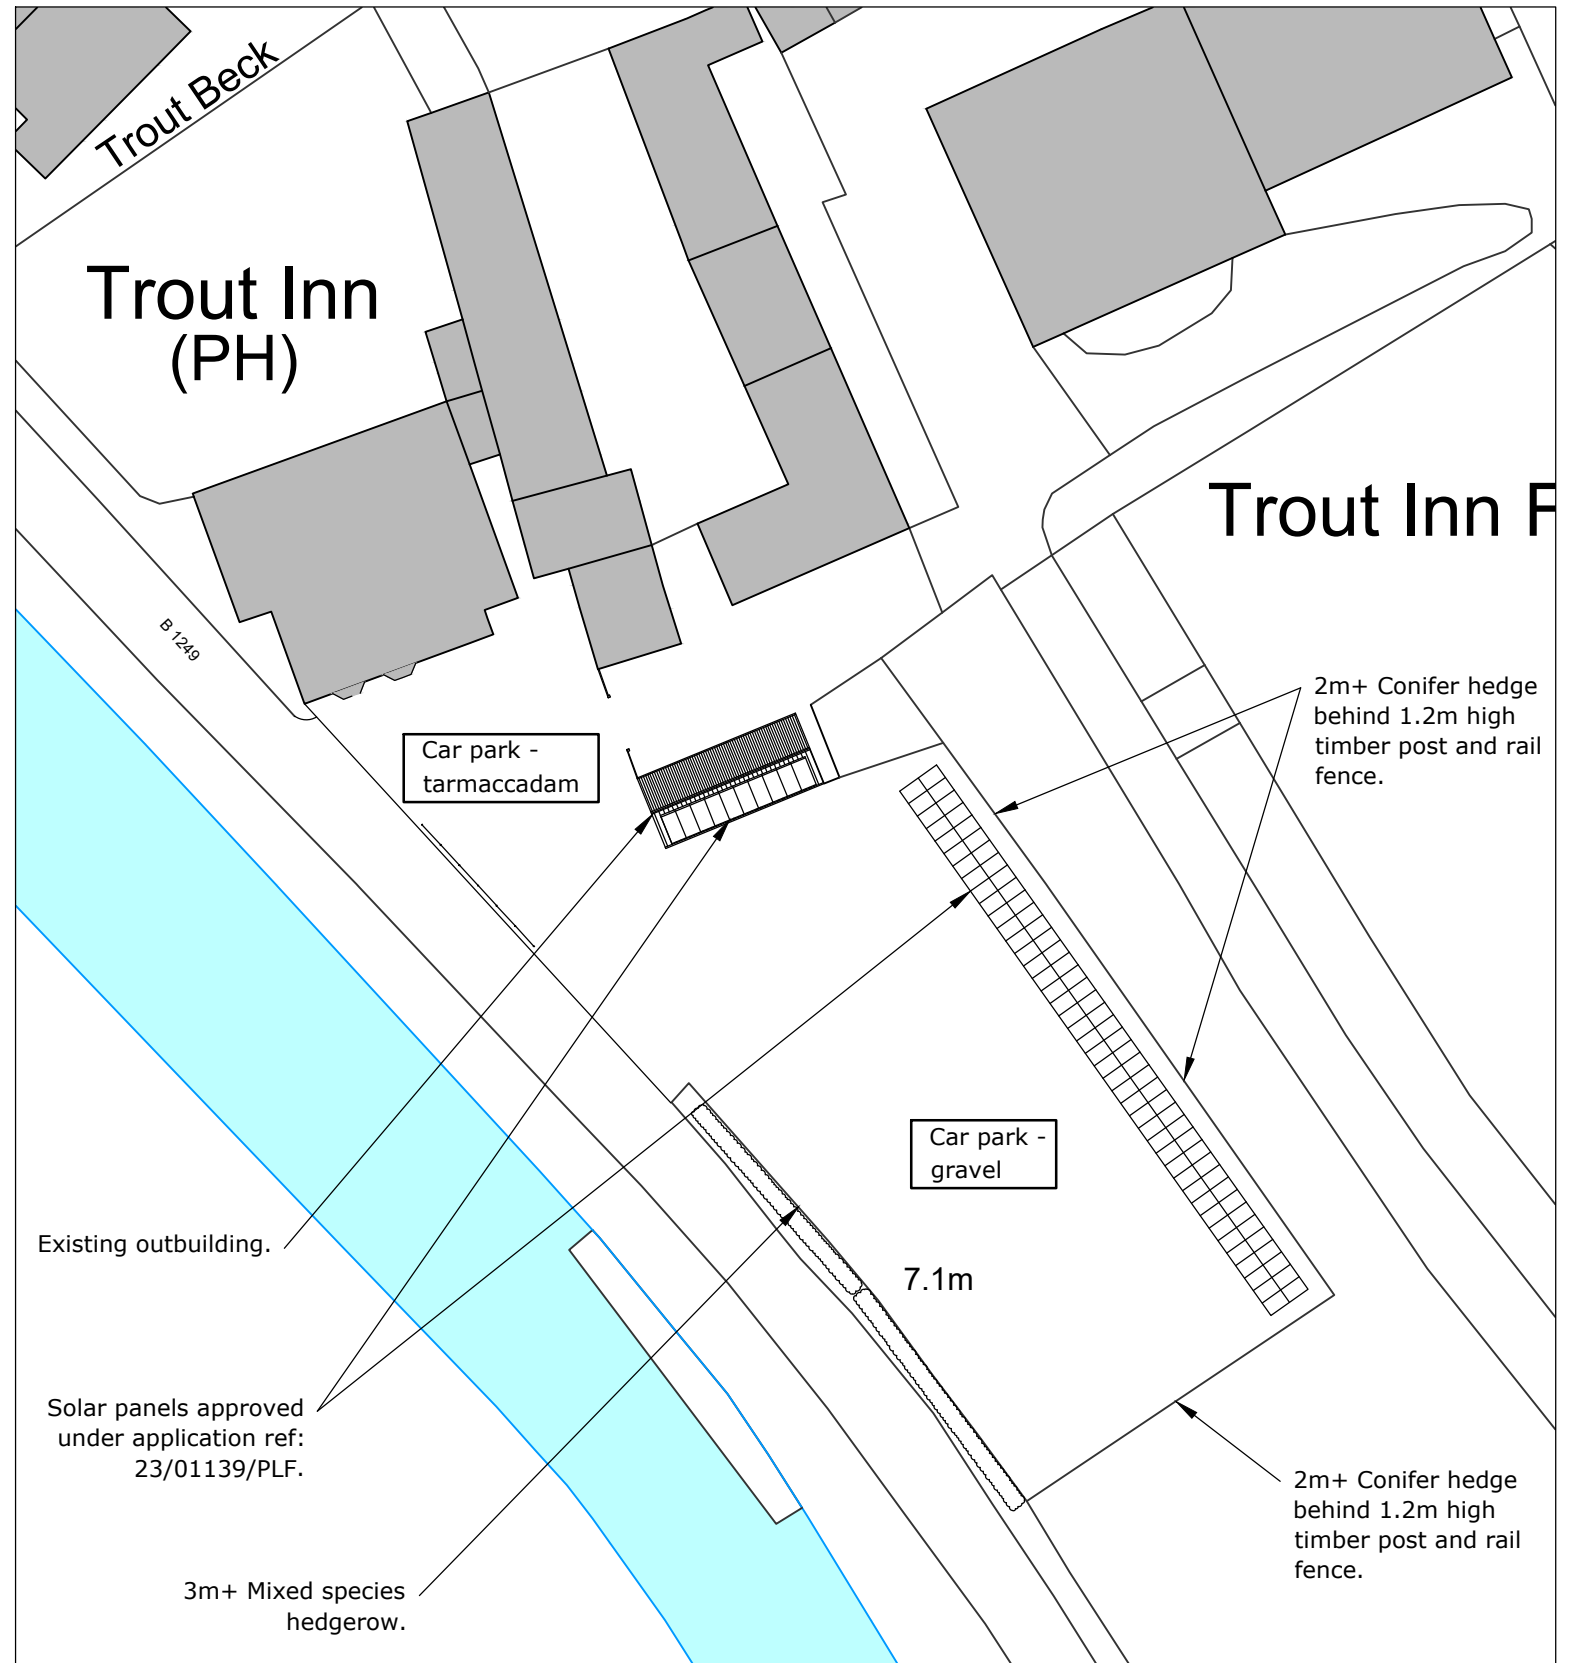 Trout Beck
Trout Inn
(PH)
Trout Inn F
B 1249
2m+ Conifer hedge
behind 1.2m high
timber post and rail
fence.
Car park -
tarmaccadam
Car park -
gravel
Existing outbuilding.
7.1m
Solar panels approved
under application ref:
23/01139/PLF.
2m+ Conifer hedge
behind 1.2m high
timber post and rail
fence.
3m+ Mixed species
hedgerow.